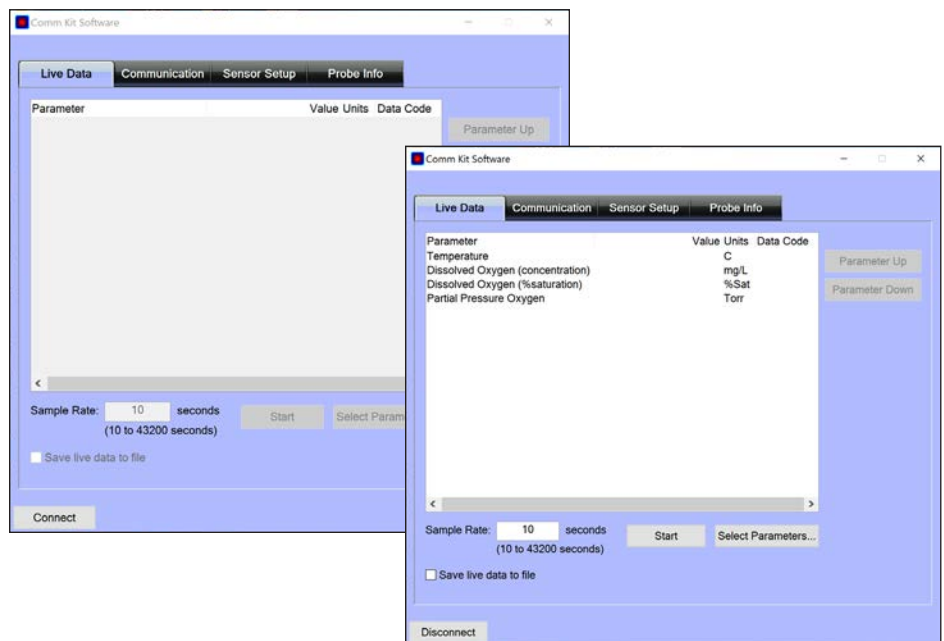 Comm Kit Software
Live Data Communication Sensor Setup Probe Info
Parameter Value Units Data Code
Parameter Up
Sample Rate: 10 seconds Start Select Param
(10 to 43200 seconds)
Save live data to file
Connect
Comm Kit Software
Live Data Communication Sensor Setup Probe Info
Parameter Value Units Data Code
Temperature C
Dissolved Oxygen (concentration) mg/L
Dissolved Oxygen (%saturation) %Sat
Partial Pressure Oxygen Torr
Parameter Up
Parameter Down
Sample Rate: 10 seconds Start Select Parameters...
(10 to 43200 seconds)
Save live data to file
Disconnect